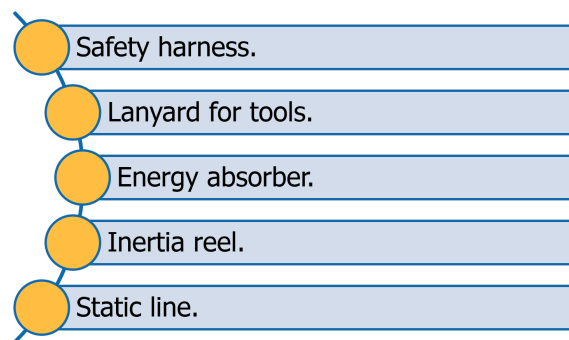 Safety harness.
Lanyard for tools.
Energy absorber.
Inertia reel.
Static line.